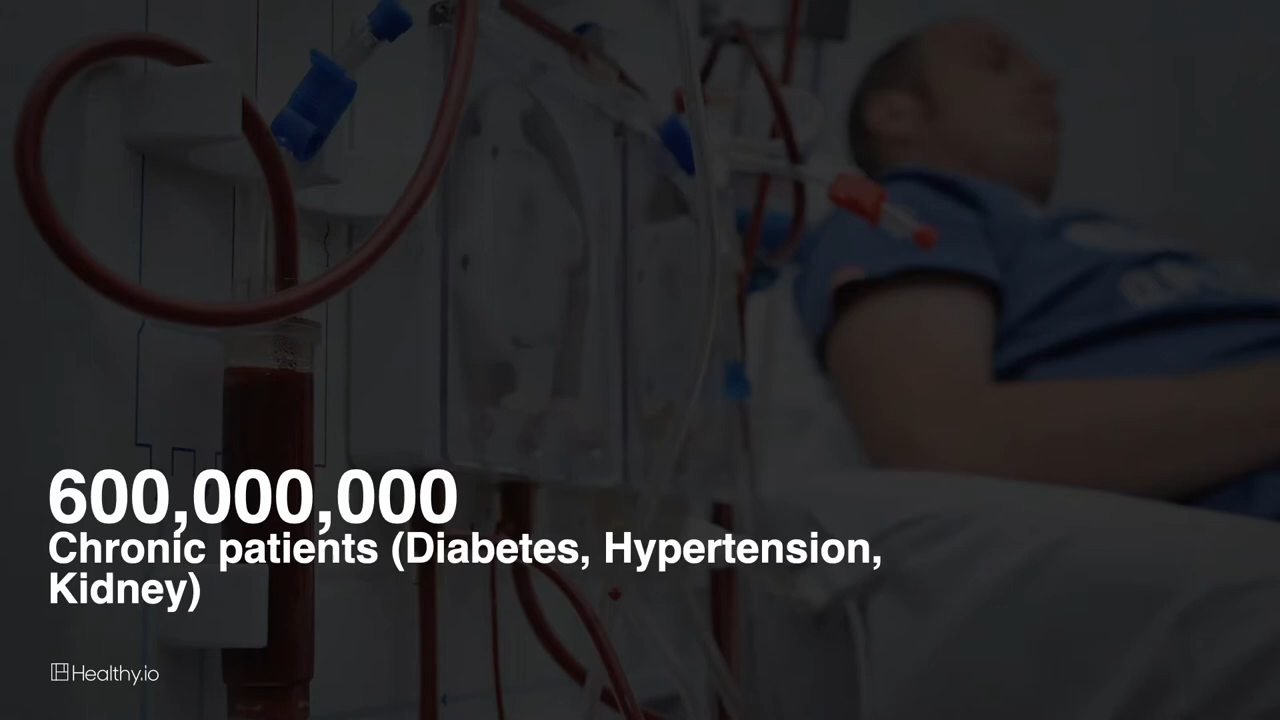 600,000,000
Chronic patients (Diabetes, Hypertension,
Kidney)
Healthy.io